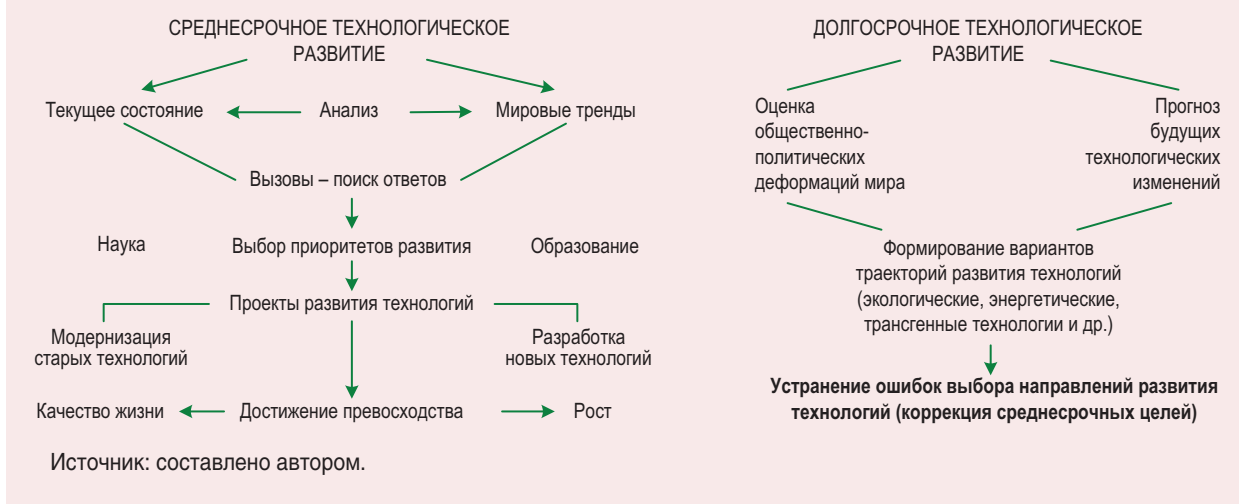 СРЕДНЕСРОЧНОЕ ТЕХНОЛОГИЧЕСКОЕ
РАЗВИТИЕ
Текущее состояние
Анализ
Мировые тренды
Вызовы – поиск ответов
Наука
Выбор приоритетов развития
Образование
Проекты развития технологий
Модернизация
старых технологий
Разработка
новых технологий
Качество жизни
Достижение превосходства
Рост
ДОЛГОСРОЧНОЕ ТЕХНОЛОГИЧЕСКОЕ
РАЗВИТИЕ
Оценка
общественно-
политических
деформаций мира
Прогноз
будущих
технологических
изменений
Формирование вариантов
траекторий развития технологий
(экологические, энергетические,
трансгенные технологии и др.)
Устранение ошибок выбора направлений развития
технологий (коррекция среднесрочных целей)
Источник: составлено автором.